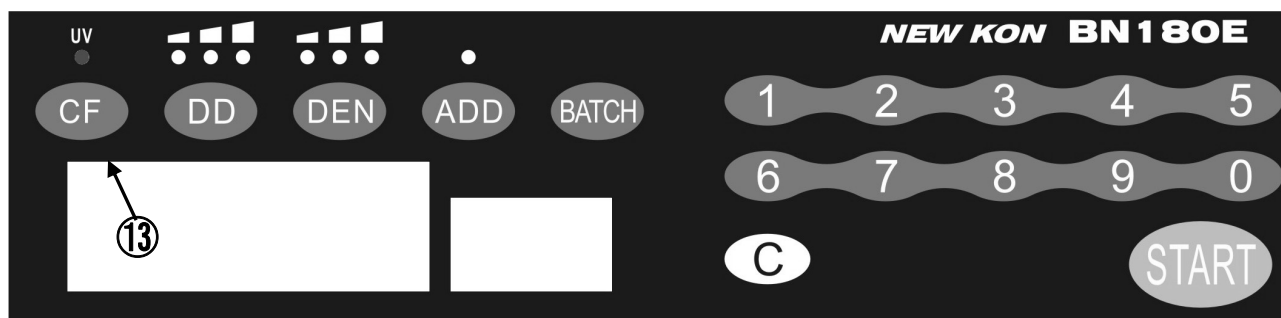 UV
NEW KON BN180E
CF DD DEN ADD BATCH
1 2 3 4 5
6 7 8 9 0
⑬
C
START